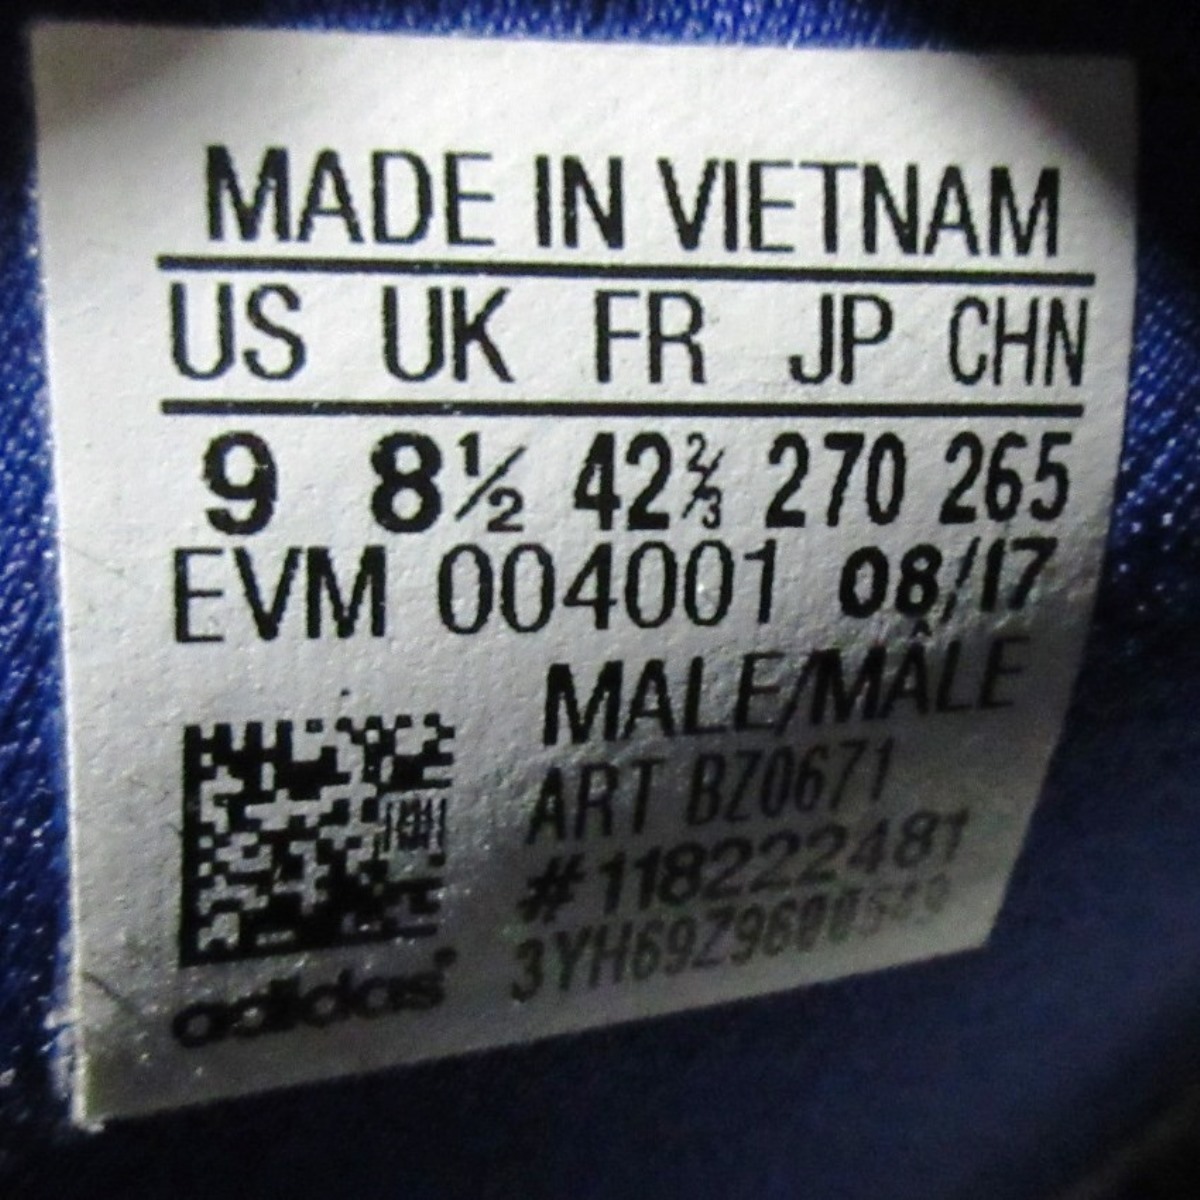 MADE IN VIETNAM
US UK FR JP CHN
9 8½ 42⅔ 270 265
EVM 004001 08/17
MALE/MÂLE
ART BZ0671
#118222481
adidas®